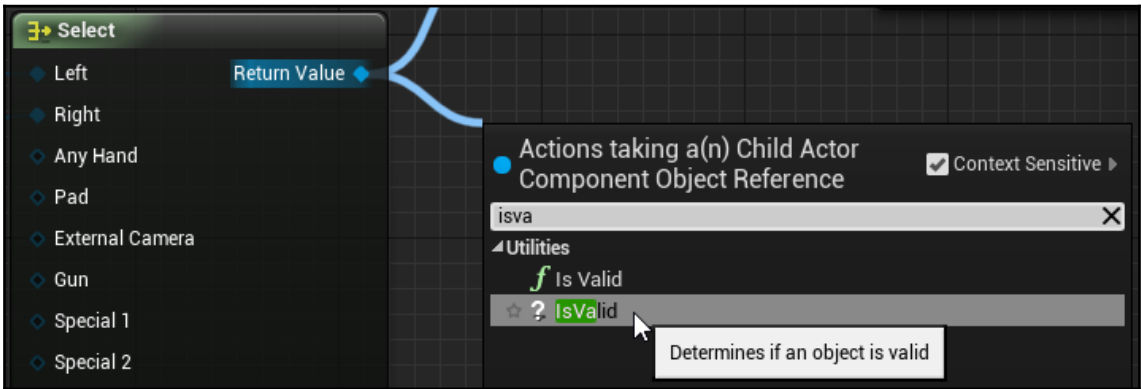 Select
Left
Return Value
Right
Any Hand
Pad
External Camera
Gun
Special 1
Special 2
Actions taking a(n) Child Actor
Component Object Reference
Context Sensitive
isva
Utilities
f Is Valid
? IsValid
Determines if an object is valid